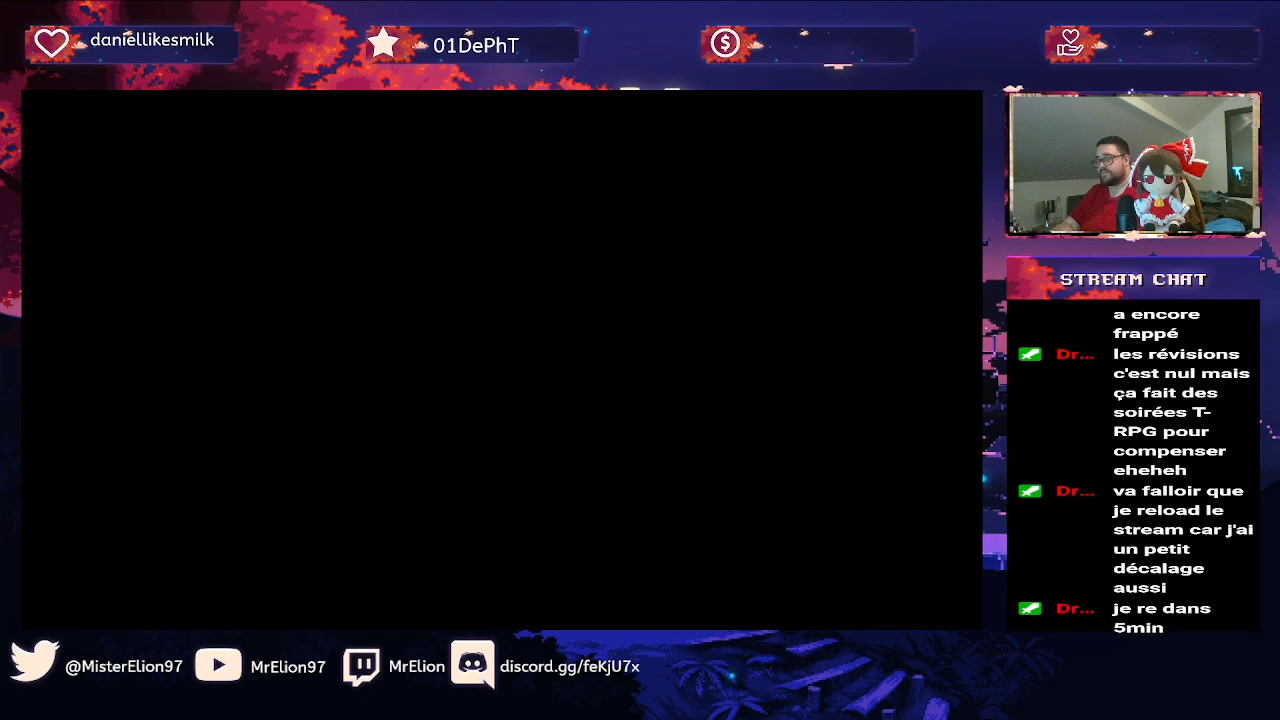 daniellikesmilk
01DePhT
STREAM CHAT
a encore
frappé
Dr... les révisions
c'est nul mais
ça fait des
soirées T-
RPG pour
compenser
eheheh
Dr... va falloir que
je reload le
stream car j'ai
un petit
décalage
aussi
Dr... je re dans
5min
@MisterElion97
MrElion97
MrElion
discord.gg/feKjU7x